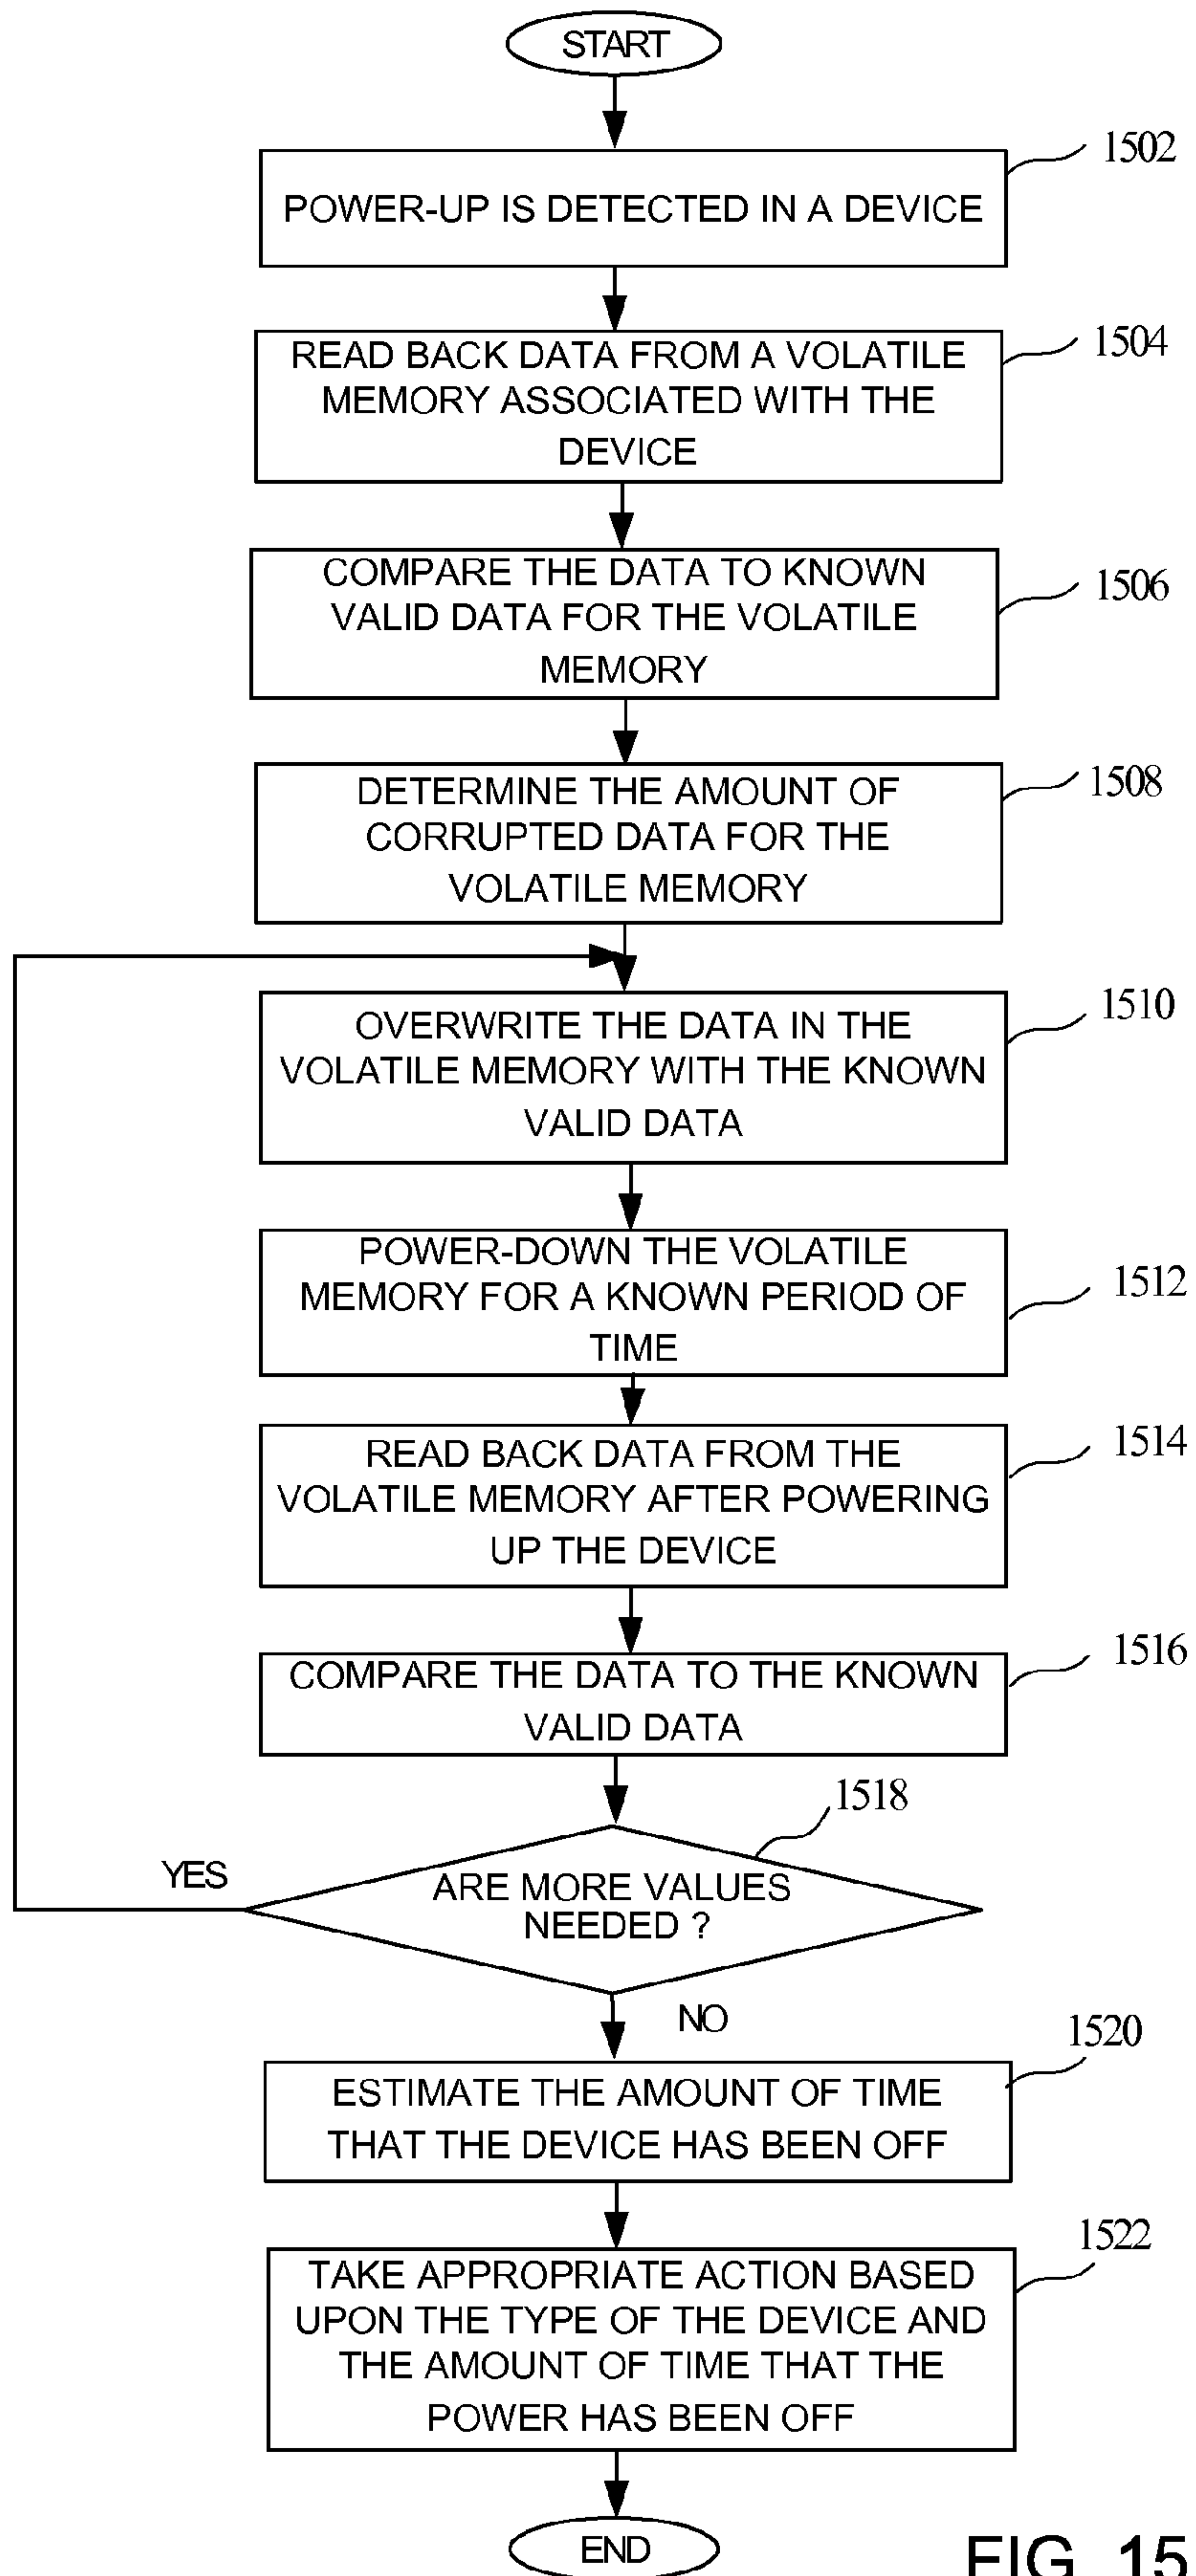 START
1502
POWER-UP IS DETECTED IN A DEVICE
1504
READ BACK DATA FROM A VOLATILE
MEMORY ASSOCIATED WITH THE
DEVICE
1506
COMPARE THE DATA TO KNOWN
VALID DATA FOR THE VOLATILE
MEMORY
1508
DETERMINE THE AMOUNT OF
CORRUPTED DATA FOR THE
VOLATILE MEMORY
1510
OVERWRITE THE DATA IN THE
VOLATILE MEMORY WITH THE KNOWN
VALID DATA
1512
POWER-DOWN THE VOLATILE
MEMORY FOR A KNOWN PERIOD OF
TIME
1514
READ BACK DATA FROM THE
VOLATILE MEMORY AFTER POWERING
UP THE DEVICE
1516
COMPARE THE DATA TO THE KNOWN
VALID DATA
1518
YES
ARE MORE VALUES
NEEDED ?
NO
1520
ESTIMATE THE AMOUNT OF TIME
THAT THE DEVICE HAS BEEN OFF
1522
TAKE APPROPRIATE ACTION BASED
UPON THE TYPE OF THE DEVICE AND
THE AMOUNT OF TIME THAT THE
POWER HAS BEEN OFF
END
FIG. 15